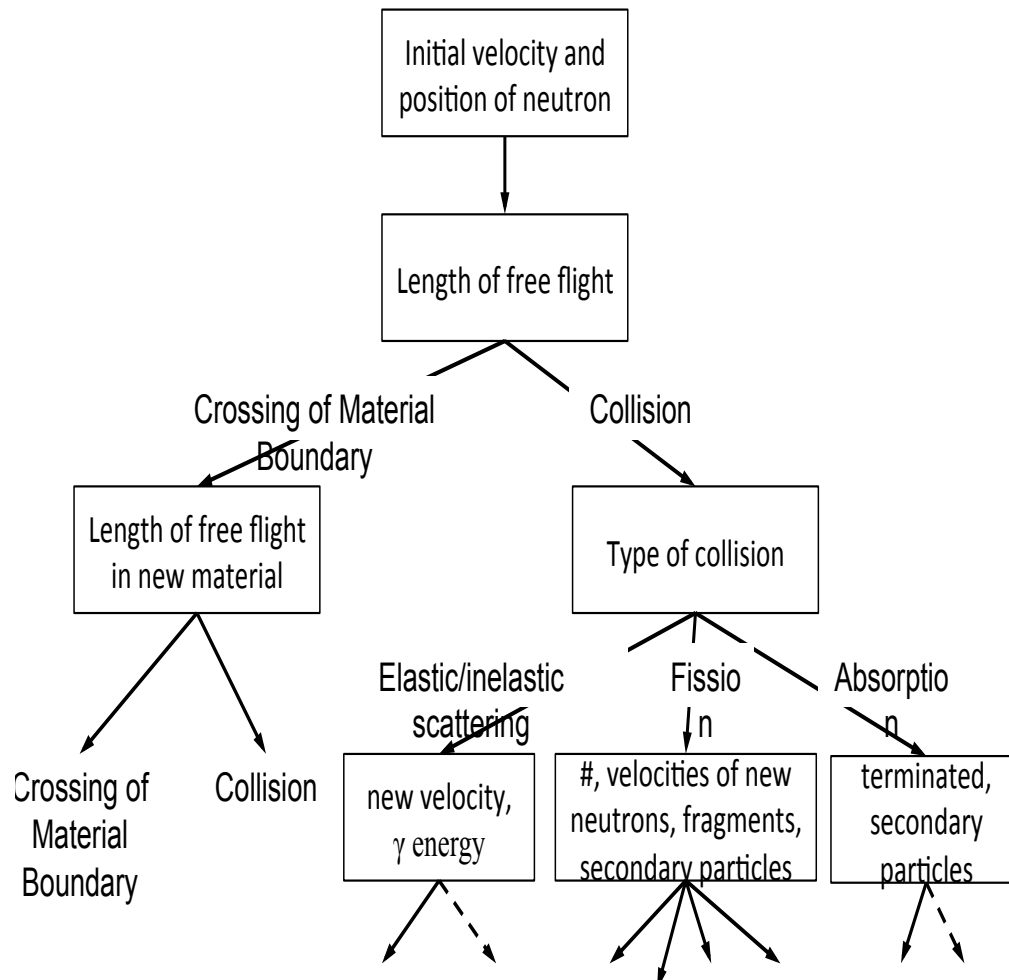 Initial velocity and
position of neutron
Length of free flight
Crossing of Material
Boundary
Collision
Length of free flight
in new material
Type of collision
Crossing of
Material
Boundary
Collision
Elastic/inelastic
scattering
Fissio
n
Absorptio
n
new velocity,
γ energy
#, velocities of new
neutrons, fragments,
secondary particles
terminated,
secondary
particles